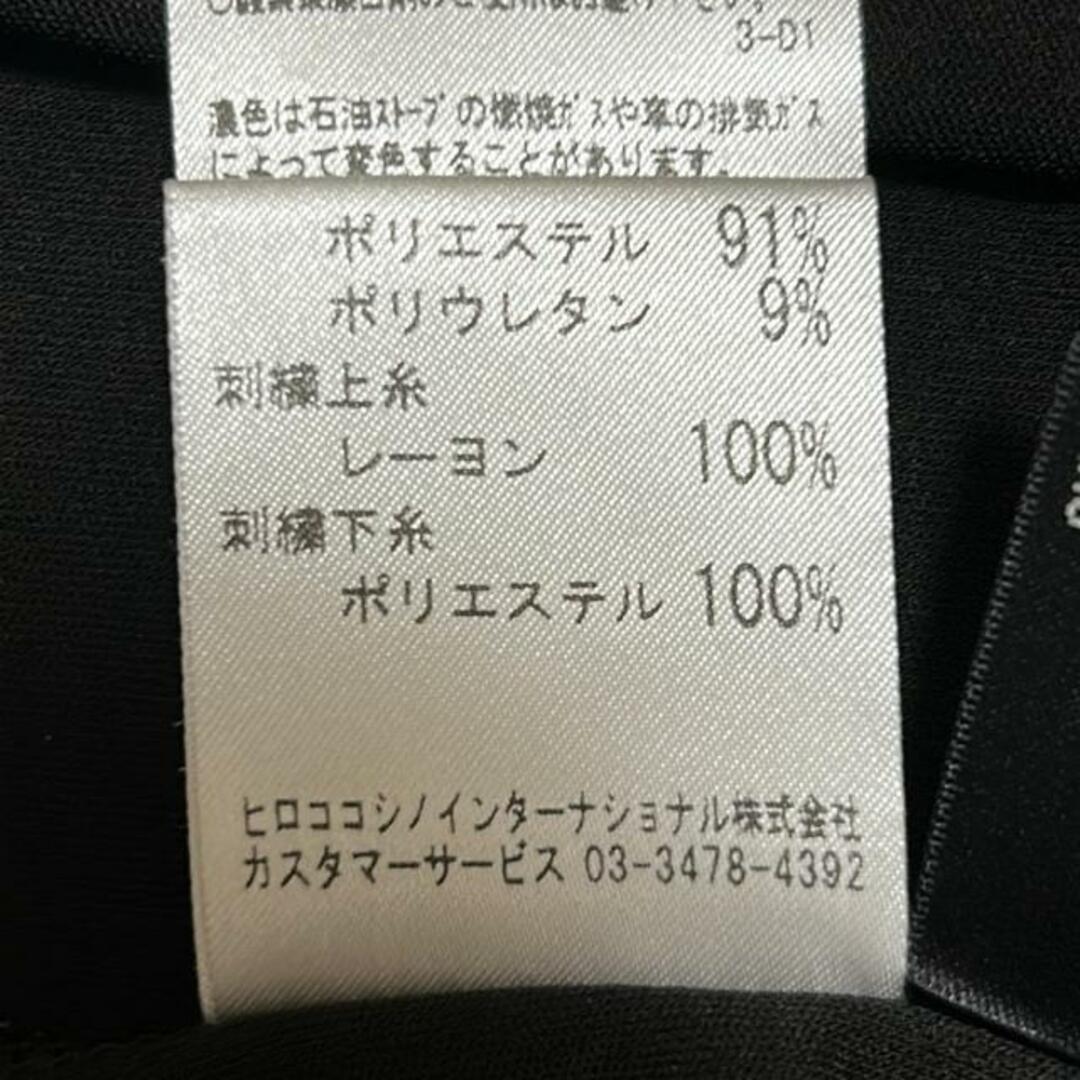 3-D1
濃色は石油ストーブの燃焼ガスや車の排気ガス
によって変色することがあります。
ポリエステル 91%
ポリウレタン 9%
刺繍上糸
レーヨン 100%
刺繍下糸
ポリエステル 100%
ヒロココシノインターナショナル株式会社
カスタマーサービス 03-3478-4392